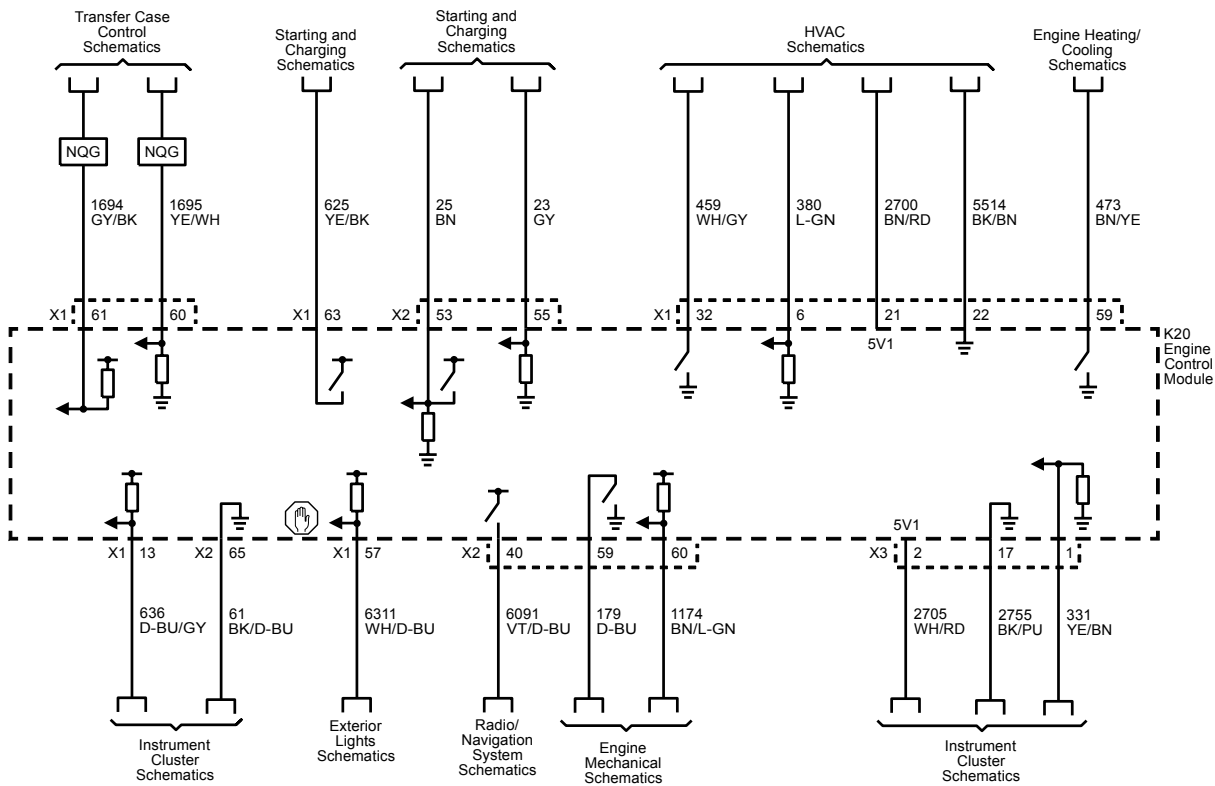 Transfer Case
Control
Schematics
Starting and
Charging
Schematics
Starting and
Charging
Schematics
HVAC
Schematics
Engine Heating/
Cooling
Schematics
NQG
NQG
1694
GY/BK
1695
YE/WH
625
YE/BK
25
BN
23
GY
459
WH/GY
380
L-GN
2700
BN/RD
5514
BK/BN
473
BN/YE
X1 61 60
X1 63
X2 53 55
X1 32 6 21 22 59
5V1
K20
Engine
Control
Module
5V1
X1 13
X2 65
X1 57
X2 40 59 60
X3 2 17 1
636
D-BU/GY
61
BK/D-BU
6311
WH/D-BU
6091
VT/D-BU
179
D-BU
1174
BN/L-GN
2705
WH/RD
2755
BK/PU
331
YE/BN
Instrument
Cluster
Schematics
Exterior
Lights
Schematics
Radio/
Navigation
System
Schematics
Engine
Mechanical
Schematics
Instrument
Cluster
Schematics